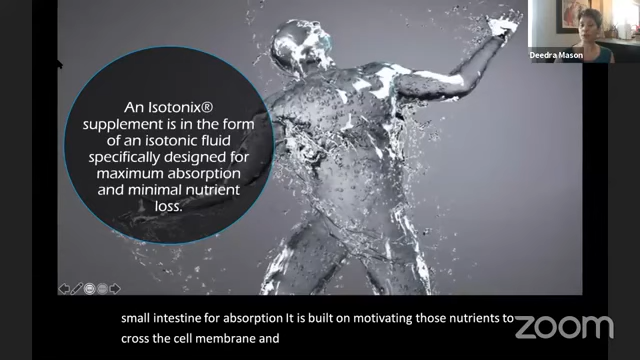 Deedra Mason
An Isotonix®
supplement is in the form
of an isotonic fluid
specifically designed for
maximum absorption
and minimal nutrient
loss.
small intestine for absorption It is built on motivating those nutrients to
cross the cell membrane and
zoom